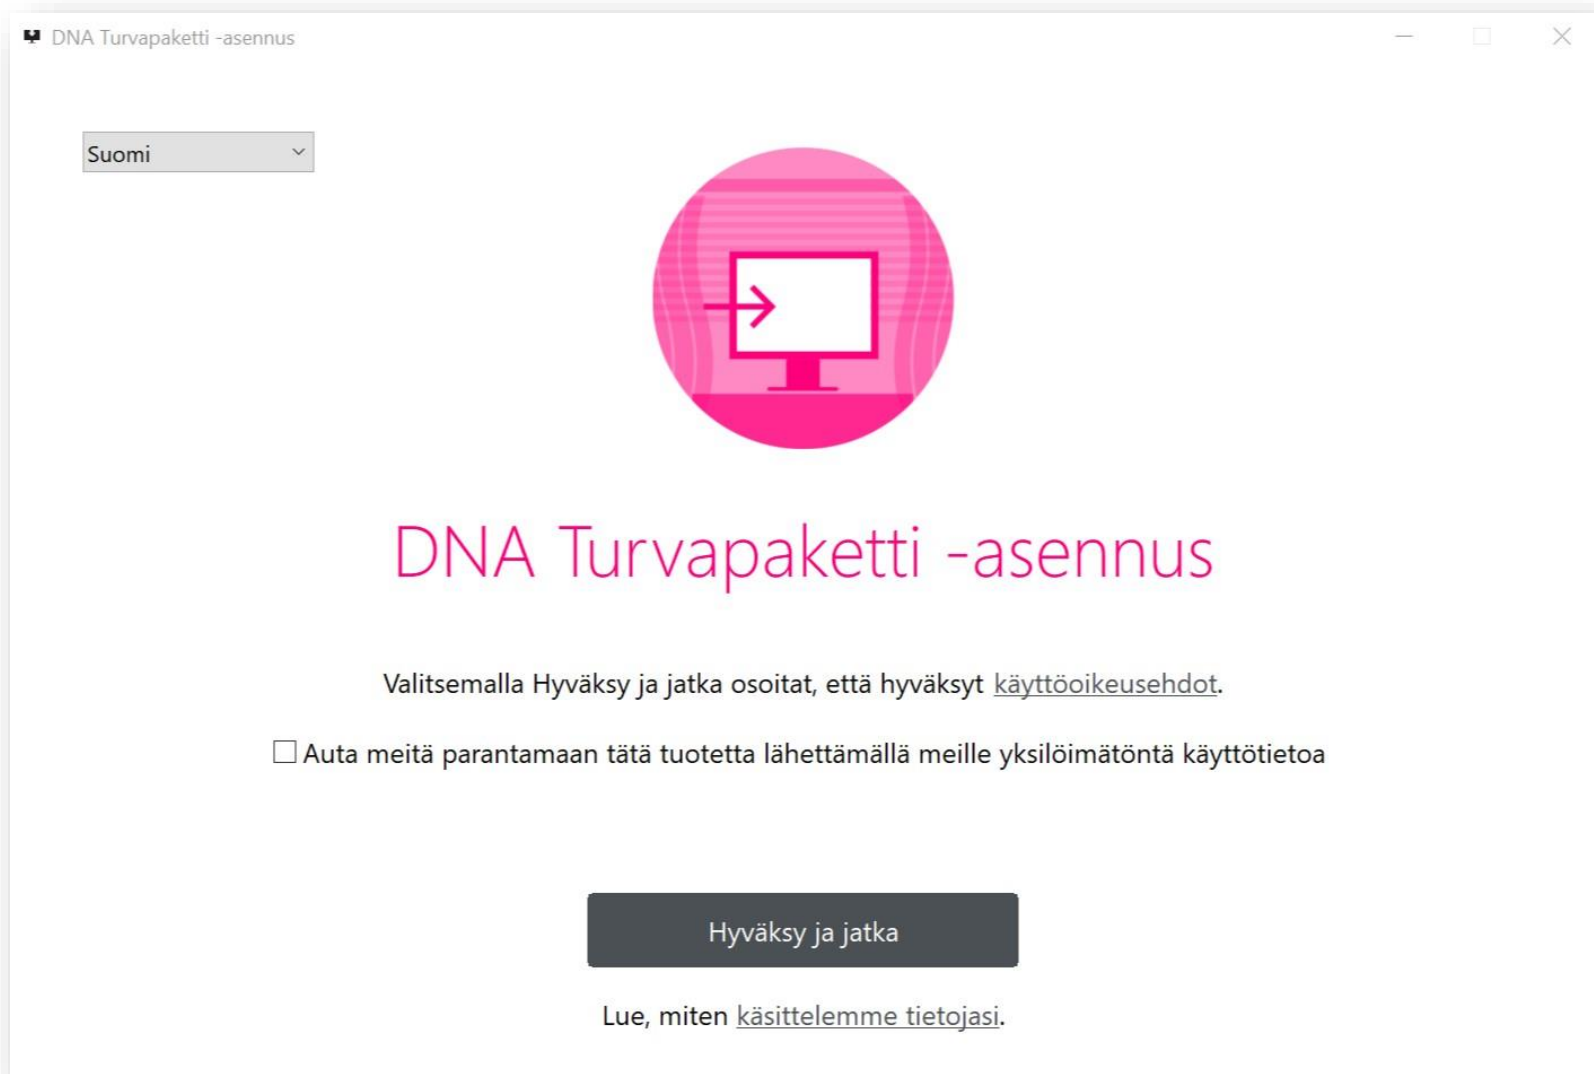 DNA Turvapaketti -asennus
Suomi
DNA Turvapaketti -asennus
Valitsemalla Hyväksy ja jatka osoitat, että hyväksyt käyttöoikeusehdot.
Auta meitä parantamaan tätä tuotetta lähettämällä meille yksilöimätöntä käyttötietoa
Hyväksy ja jatka
Lue, miten käsittelemme tietojasi.